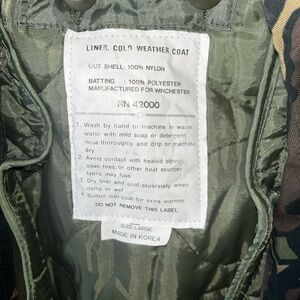 LINER, COLD WEATHER COAT
OUT SHELL: 100% NYLON
BATTING : 100% POLYESTER
MANUFACTURED FOR WINCHESTER
RN 42000
1. Wash by hand or machine in warm
water with mild soap or detergent,
rinse thoroughly and drip or machine
dry.
2. Avoid contact with heated stoves,
open fires, or other heat sources
fabric may fuse.
3. Dry liner and coat separately when
damp or wet
4. Button into coat for extra warmth.
DO NOT REMOVE THIS LABEL
SIZE: LARGE
MADE IN KOREA